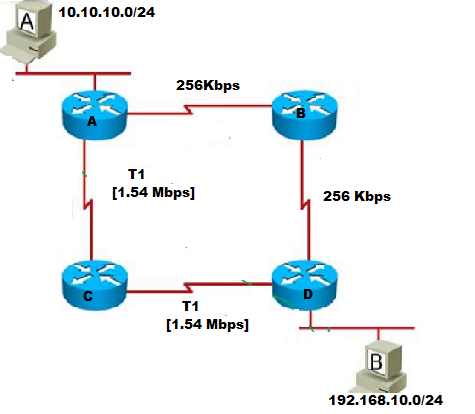 10.10.10.0/24
A
256Kbps
A
B
T1
[1.54 Mbps]
256 Kbps
C
D
T1
[1.54 Mbps]
B
192.168.10.0/24